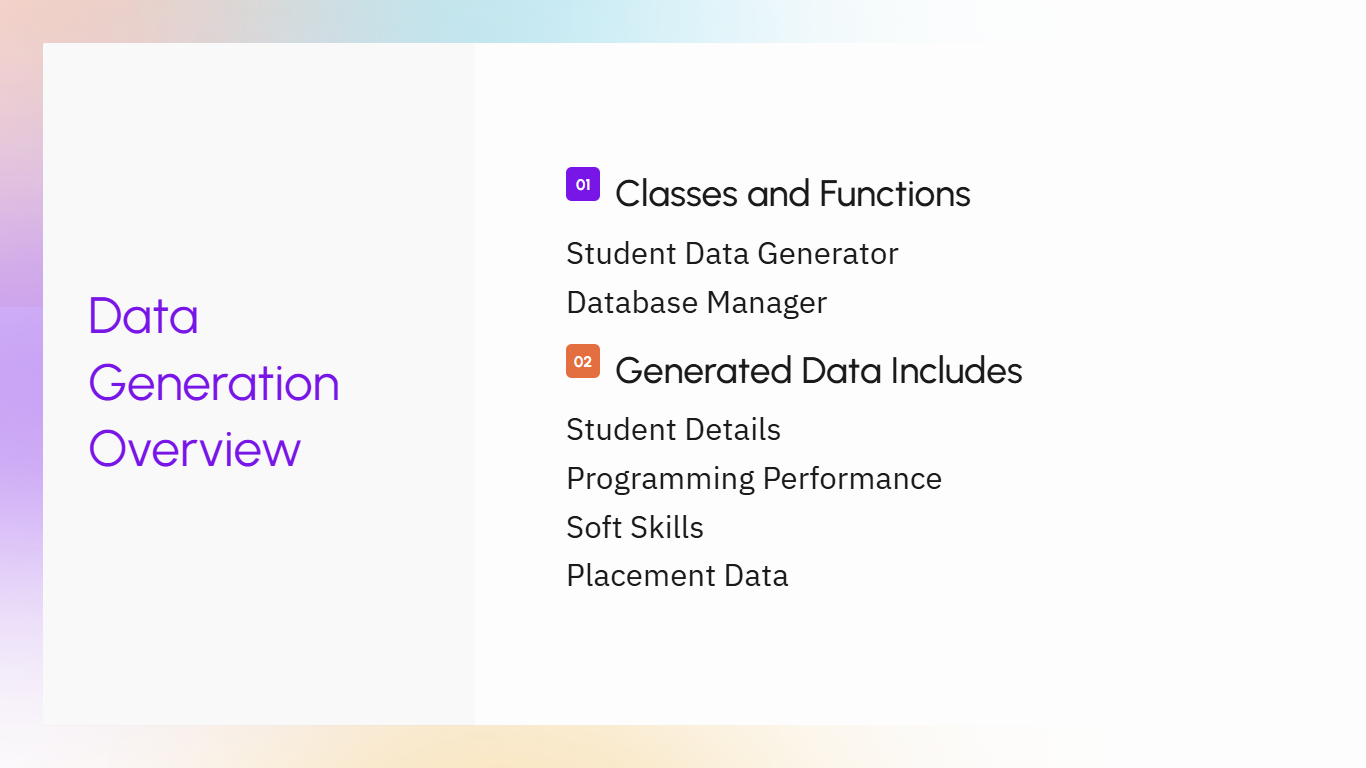 Data
Generation
Overview
01 Classes and Functions
Student Data Generator
Database Manager
02 Generated Data Includes
Student Details
Programming Performance
Soft Skills
Placement Data